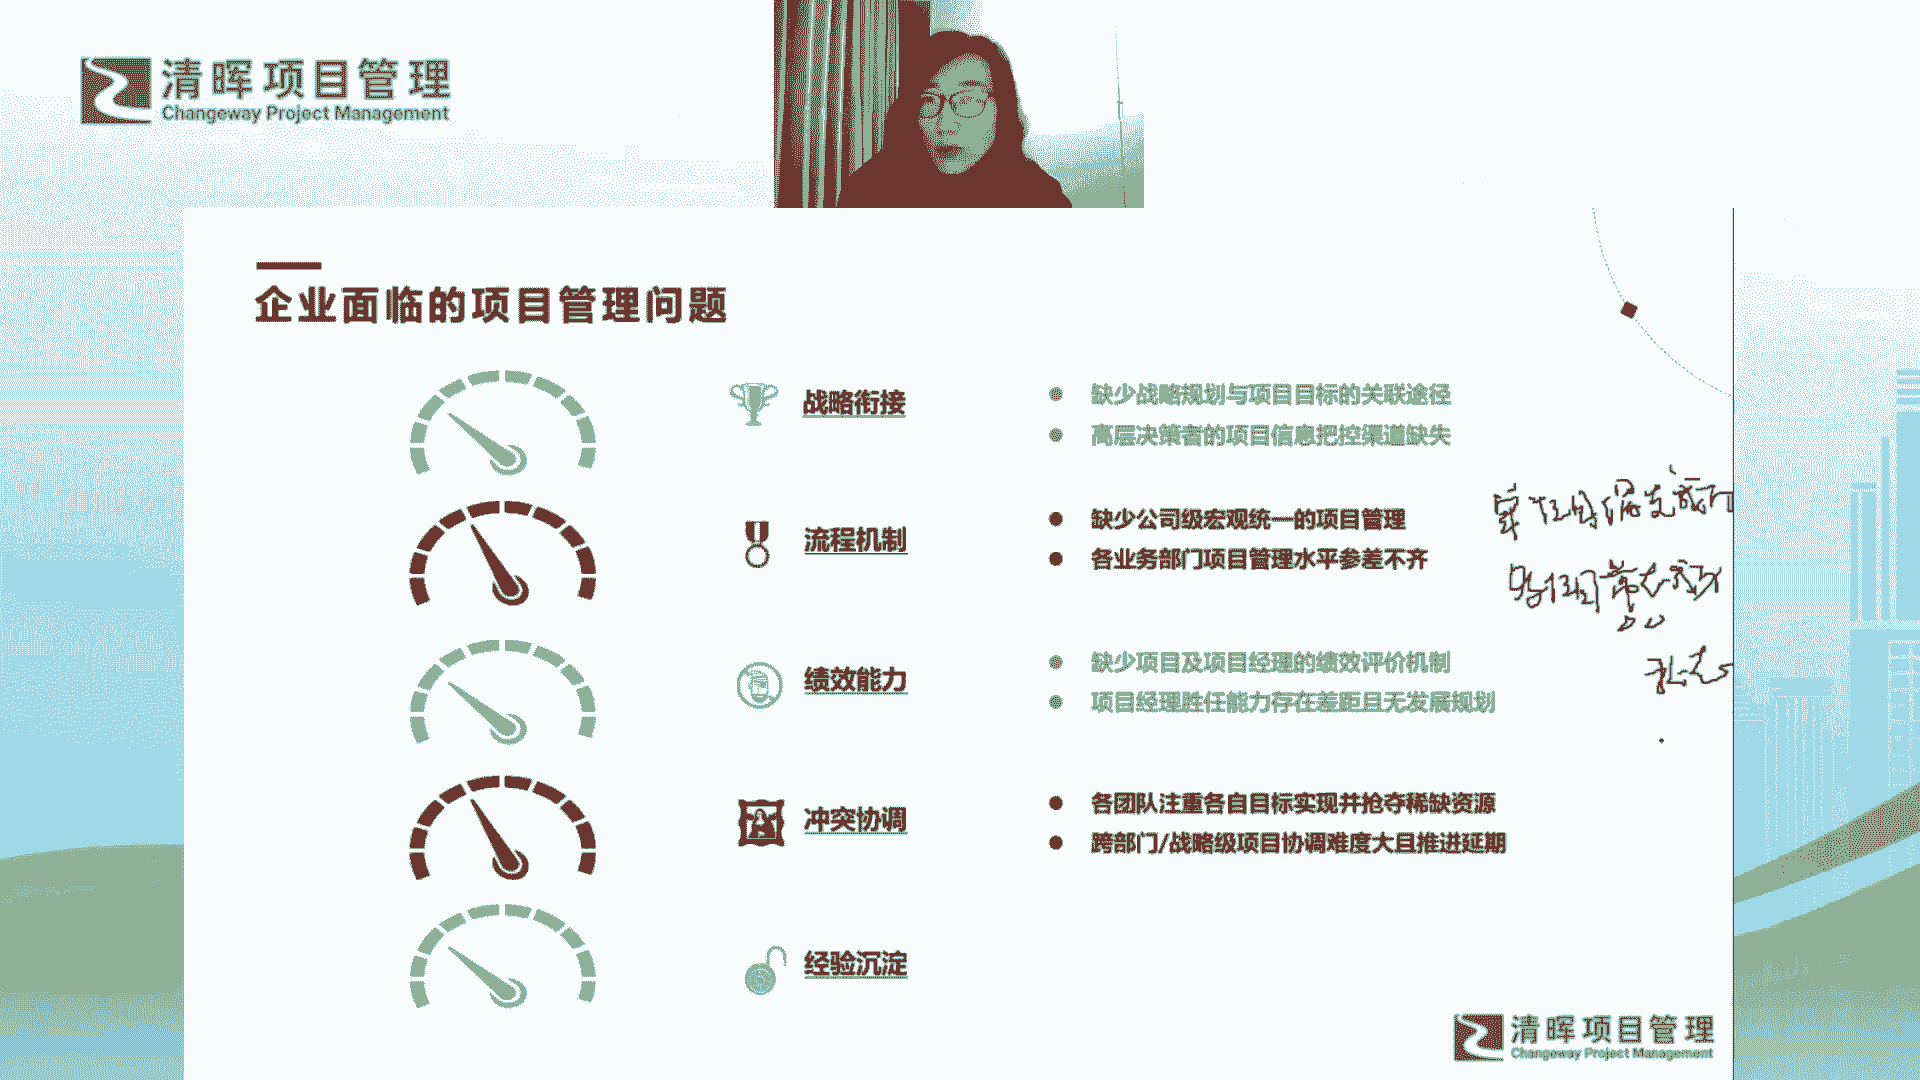 清晖项目管理
Changeway Project Management
企业面临的项目管理问题
战略衔接
缺少战略规划与项目目标的关联途径
高层决策者的项目信息把控渠道缺失
流程机制
缺少公司级宏观统一的项目管理
各业务部门项目管理水平参差不齐
绩效能力
缺少项目及项目经理的绩效评价机制
项目经理胜任能力存在差距且无发展规划
冲突协调
各团队注重各自目标实现并抢夺稀缺资源
跨部门/战略级项目协调难度大且推进延期
经验沉淀
清晖项目管理
Changeway Project Management